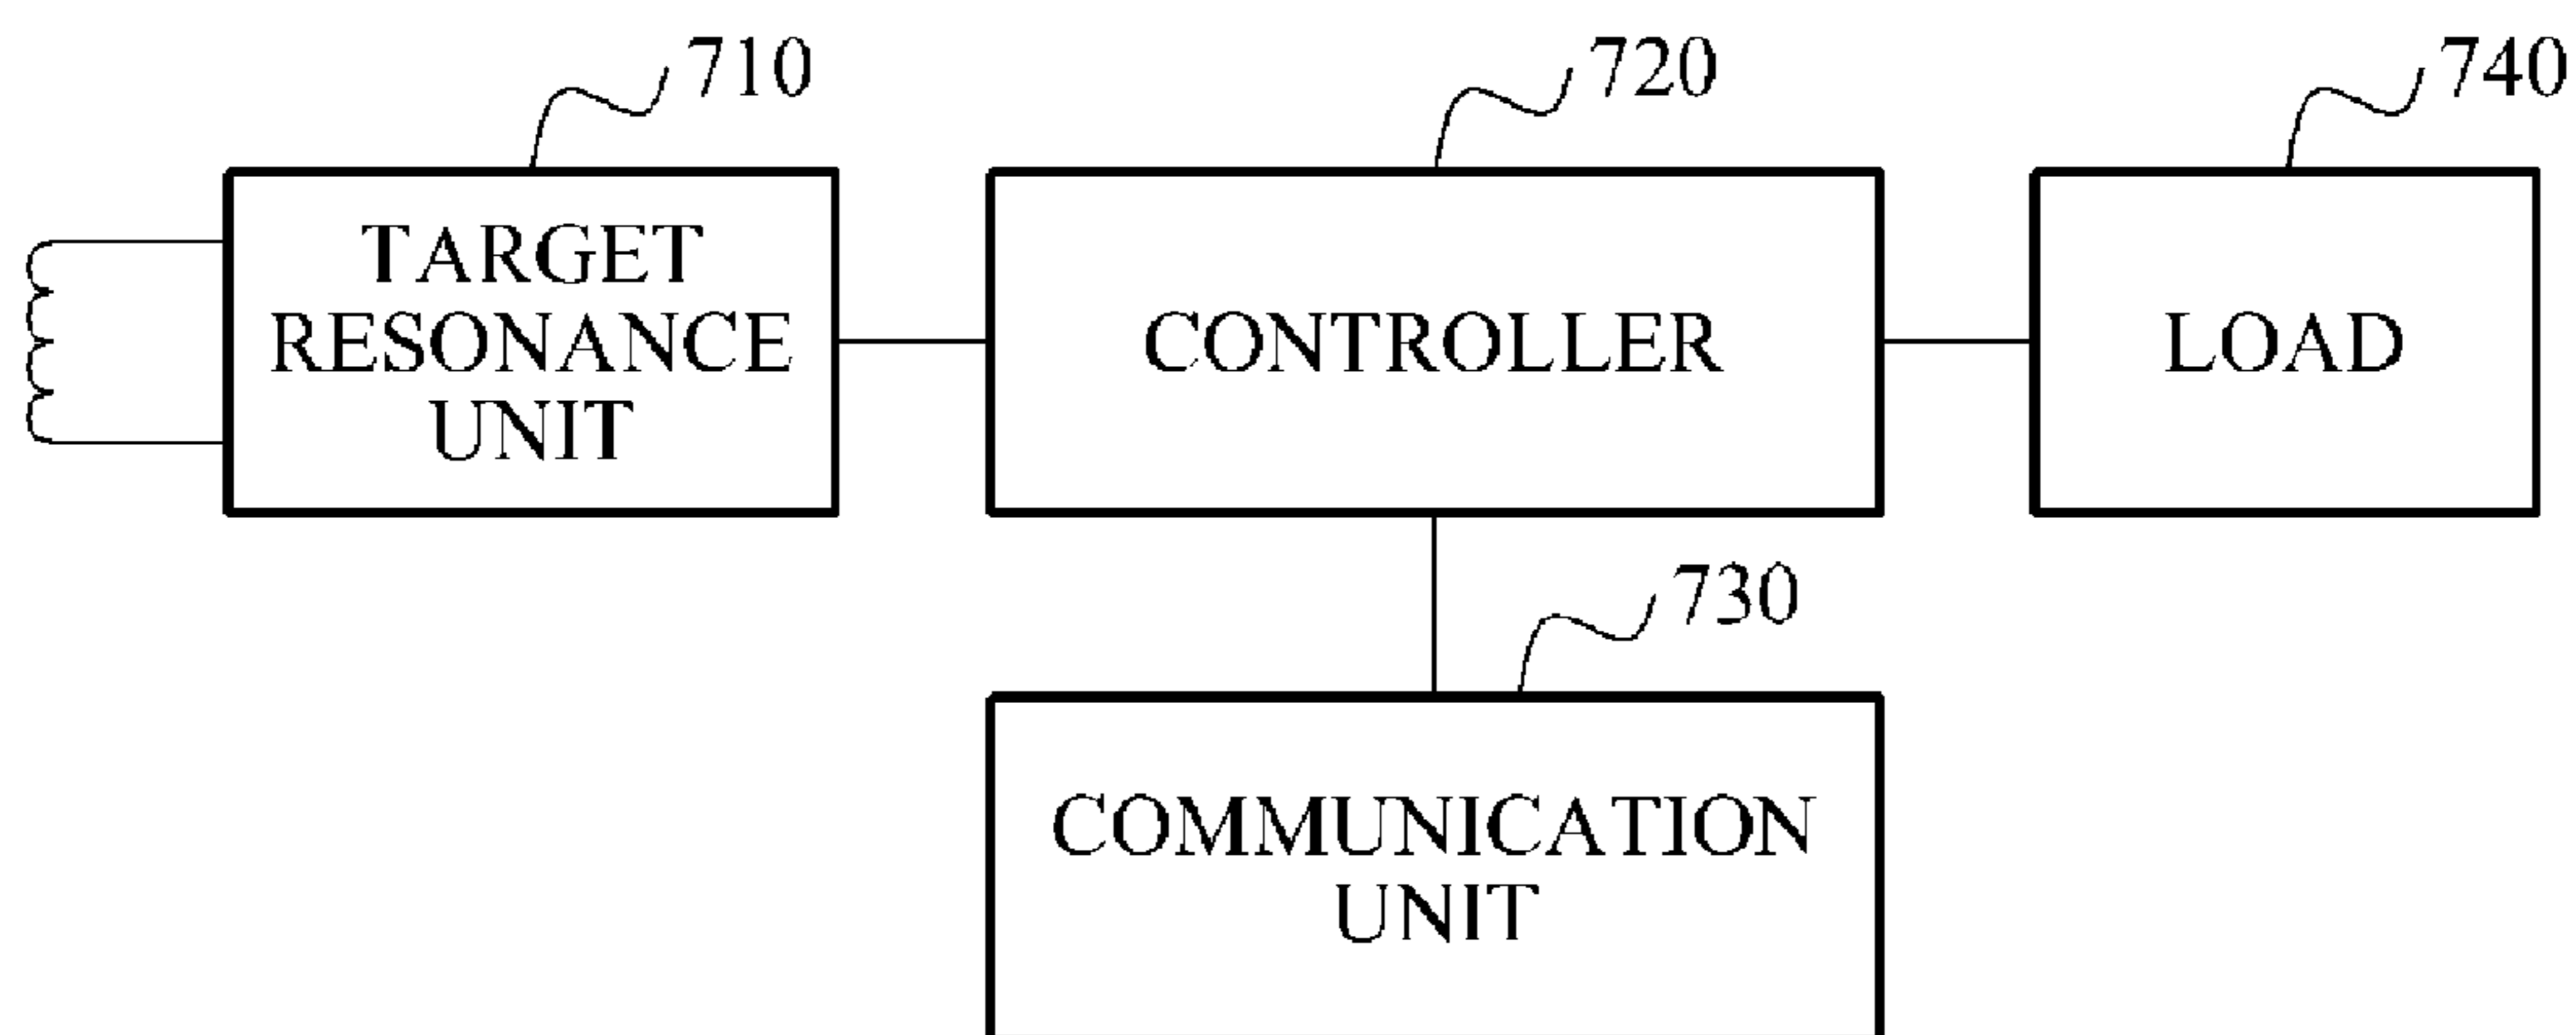 710
720
740
TARGET
RESONANCE
UNIT
CONTROLLER
LOAD
730
COMMUNICATION
UNIT